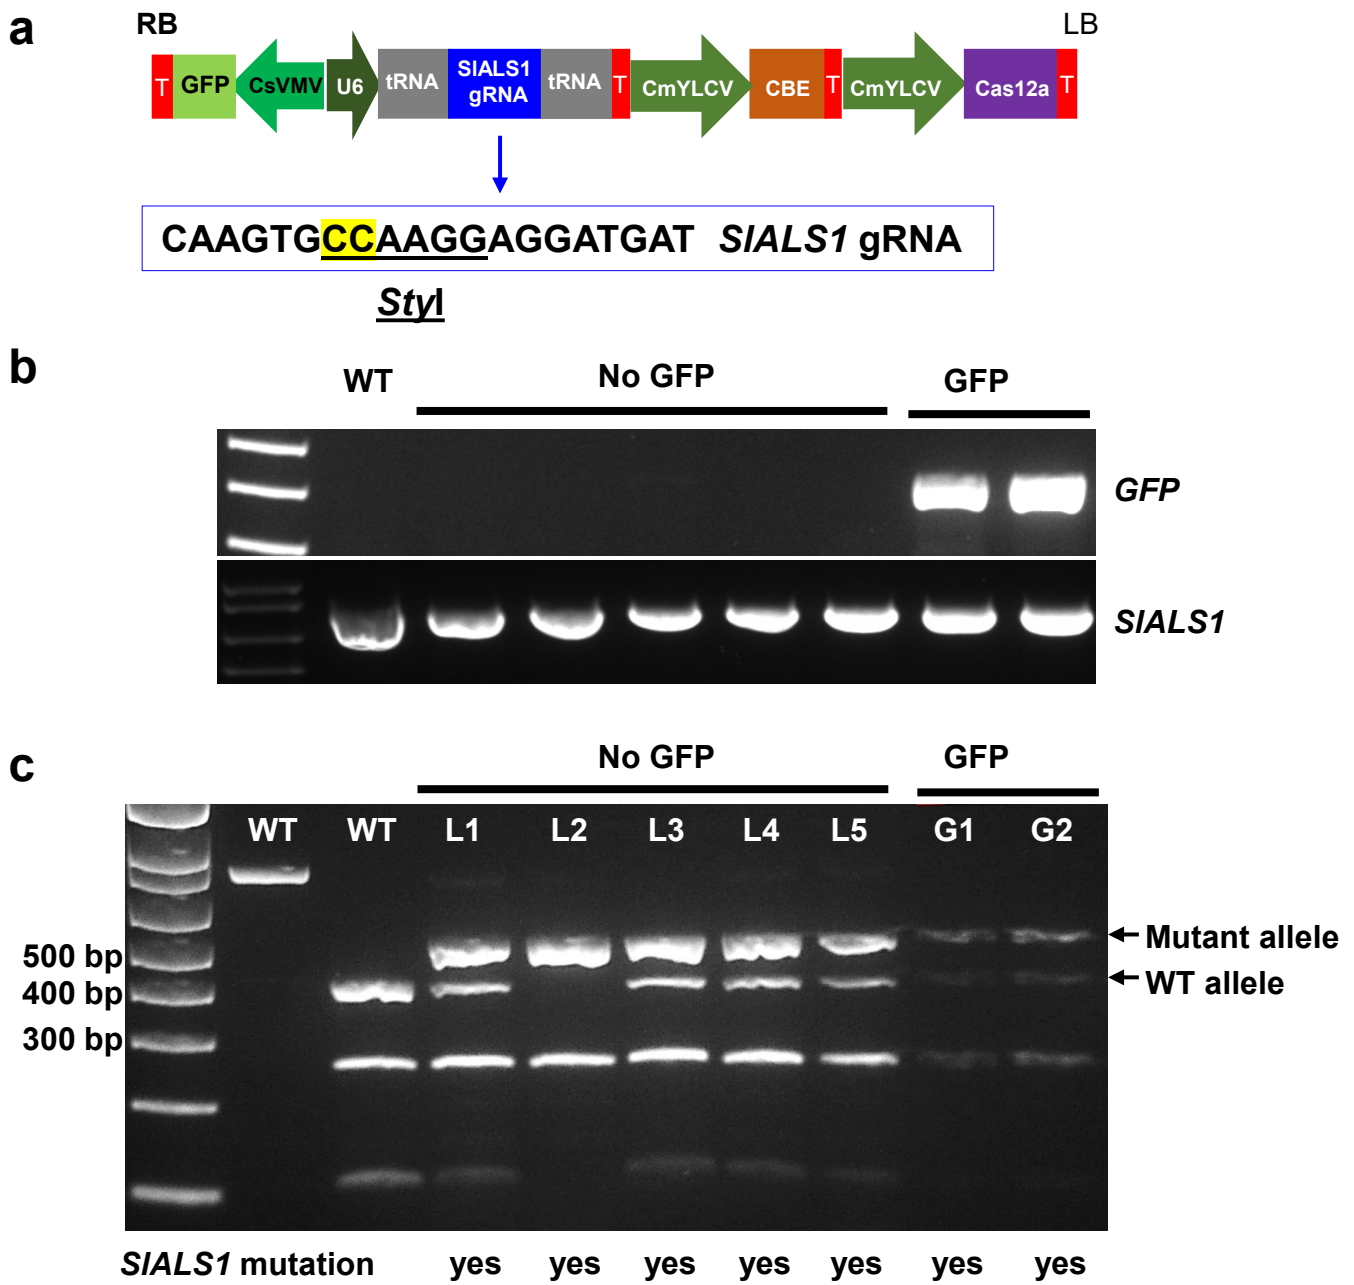 a
RB
LB
T GFP CsVMV U6 tRNA SlALS1 gRNA tRNA T CmYLCV CBE T CmYLCV Cas12a T
CAAGTGCCAAGGAGGATGAT SlALS1 gRNA
StyI
b
WT No GFP GFP
GFP
SlALS1
c
No GFP GFP
WT WT L1 L2 L3 L4 L5 G1 G2
Mutant allele
500 bp
WT allele
400 bp
300 bp
SlALS1 mutation yes yes yes yes yes yes yes